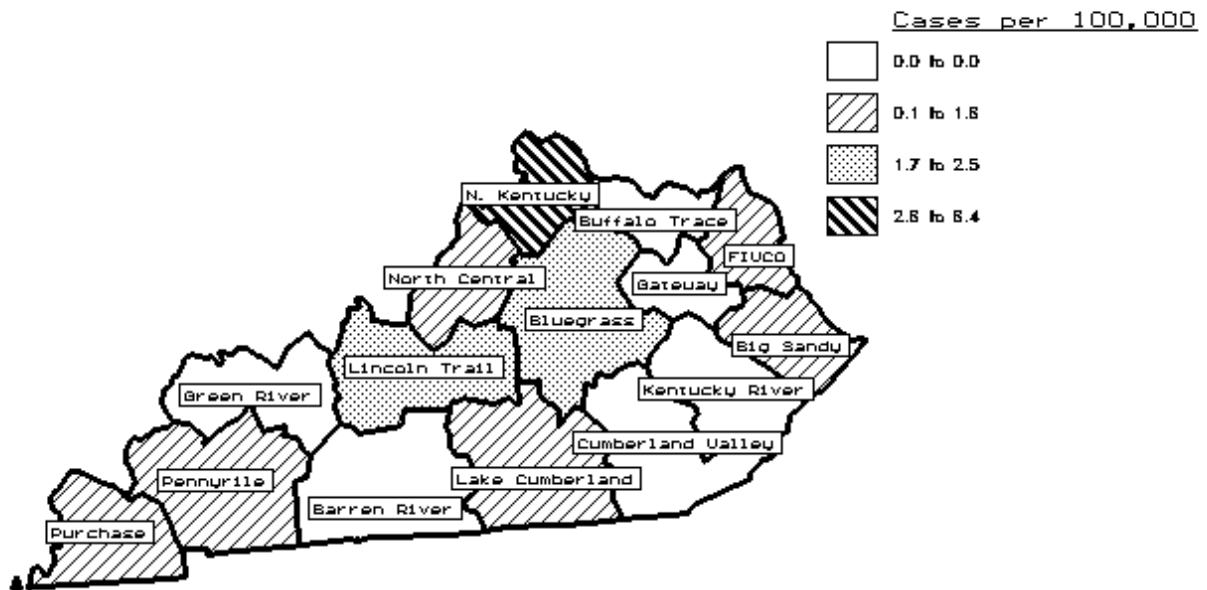 Cases per 100,000
0.0 to 0.0
0.1 to 1.6
1.7 to 2.5
2.6 to 6.4
N. Kentucky
Buffalo Trace
FIVCO
North Central
Gateway
Bluegrass
Big Sandy
Lincoln Trail
Kentucky River
Green River
Cumberland Valley
Pennyrile
Lake Cumberland
Barren River
Purchase